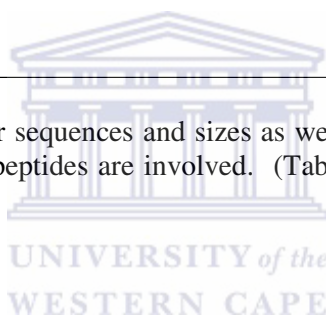 r sequences and sizes as we
peptides are involved. (Tab
UNIVERSITY of the
WESTERN CAPE